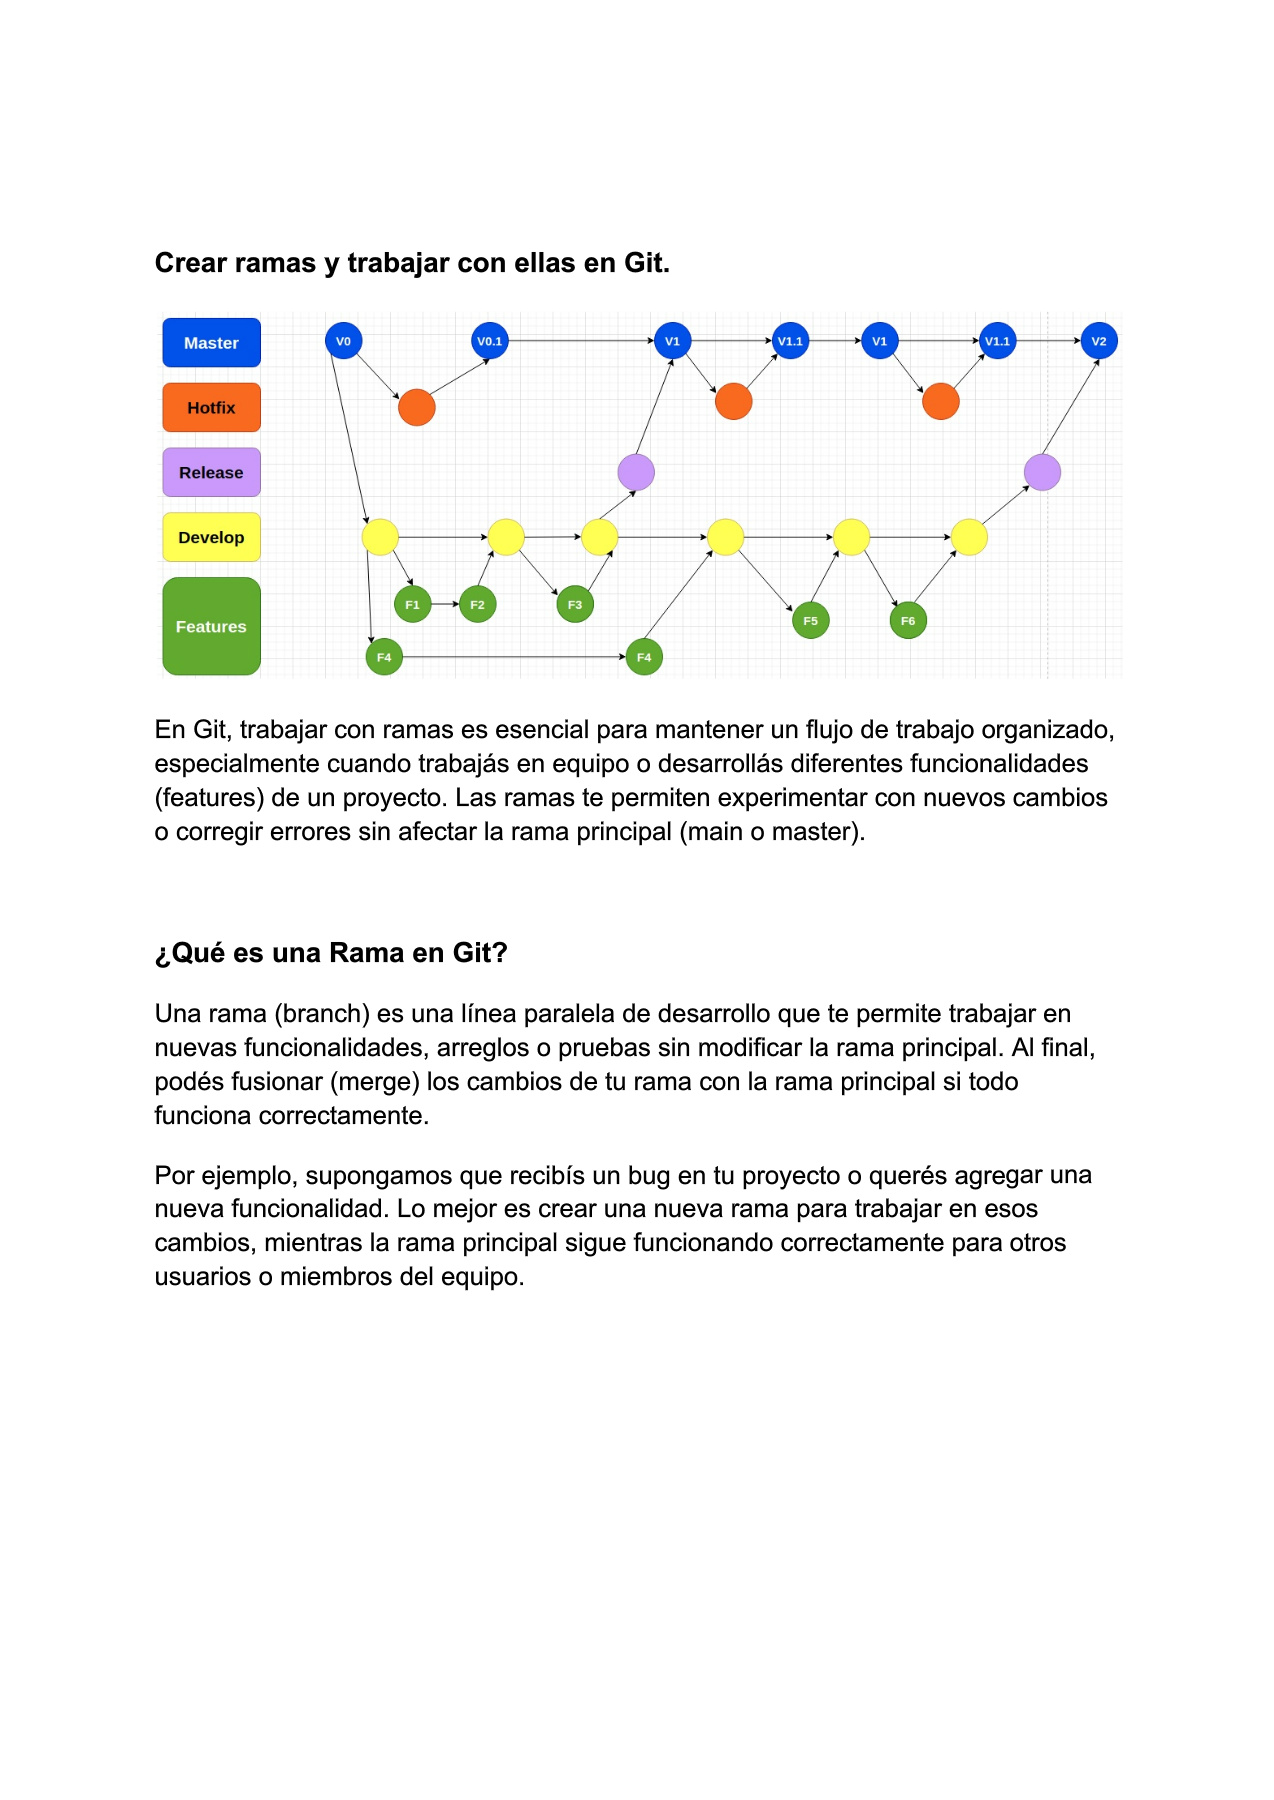 Crear ramas y trabajar con ellas en Git.
Master
V0
V0.1
V1
V1.1
V1
V1.1
V2
Hotfix
Release
Develop
Features
F1
F2
F3
F5
F6
F4
F4
En Git, trabajar con ramas es esencial para mantener un flujo de trabajo organizado,
especialmente cuando trabajás en equipo o desarrollás diferentes funcionalidades
(features) de un proyecto. Las ramas te permiten experimentar con nuevos cambios
o corregir errores sin afectar la rama principal (main o master).
¿Qué es una Rama en Git?
Una rama (branch) es una línea paralela de desarrollo que te permite trabajar en
nuevas funcionalidades, arreglos o pruebas sin modificar la rama principal. Al final,
podés fusionar (merge) los cambios de tu rama con la rama principal si todo
funciona correctamente.
Por ejemplo, supongamos que recibís un bug en tu proyecto o querés agregar una
nueva funcionalidad. Lo mejor es crear una nueva rama para trabajar en esos
cambios, mientras la rama principal sigue funcionando correctamente para otros
usuarios o miembros del equipo.